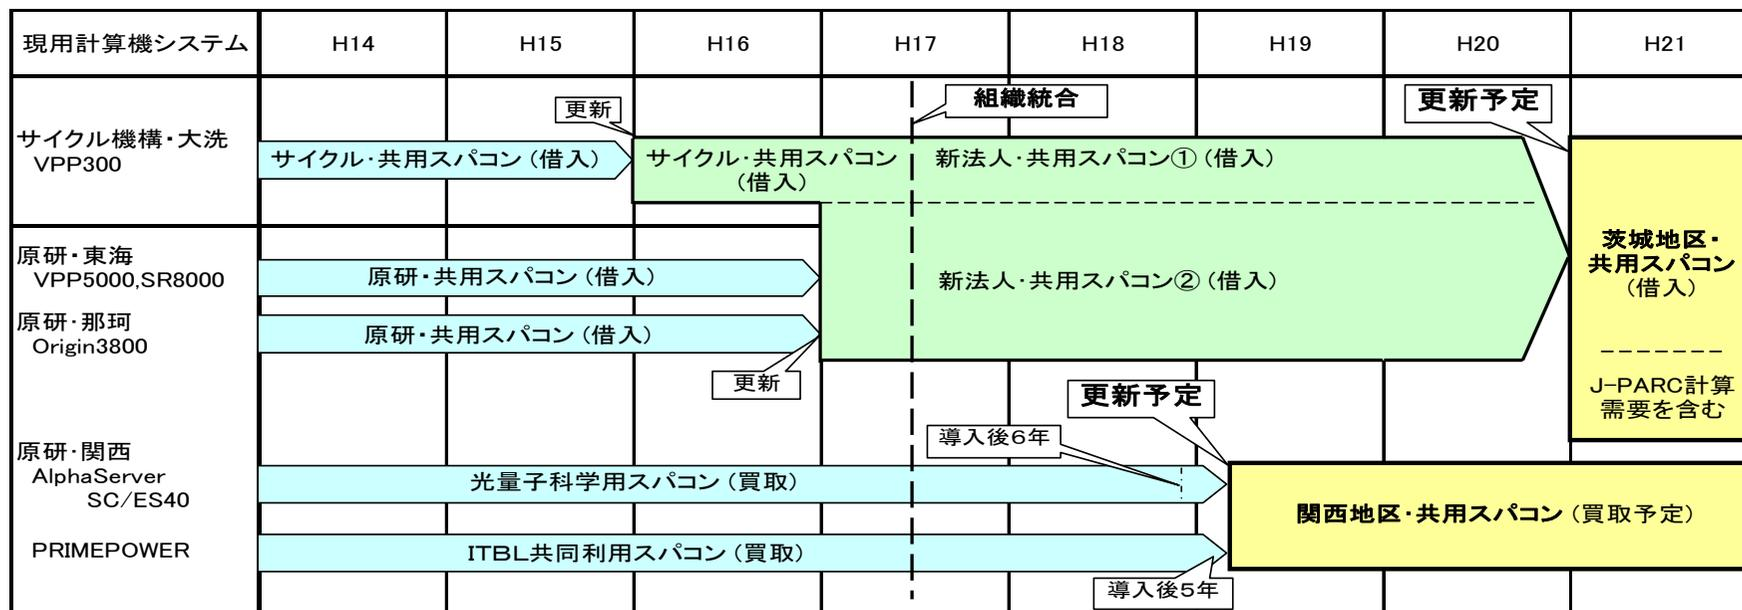 現用計算機システム
H14
H15
H16
H17
H18
H19
H20
H21
サイクル機構・大洗
VPP300
更新
組織統合
更新予定
サイクル・共用スパコン(借入)
サイクル・共用スパコン
(借入)
新法人・共用スパコン①(借入)
原研・東海
VPP5000,SR8000
原研・共用スパコン(借入)
新法人・共用スパコン②(借入)
茨城地区・
共用スパコン
(借入)
原研・那珂
Origin3800
原研・共用スパコン(借入)
更新
J-PARC計算
需要を含む
更新予定
導入後6年
原研・関西
AlphaServer
SC/ES40
光量子科学用スパコン(買取)
関西地区・共用スパコン(買取予定)
PRIMEPOWER
ITBL共同利用スパコン(買取)
導入後5年